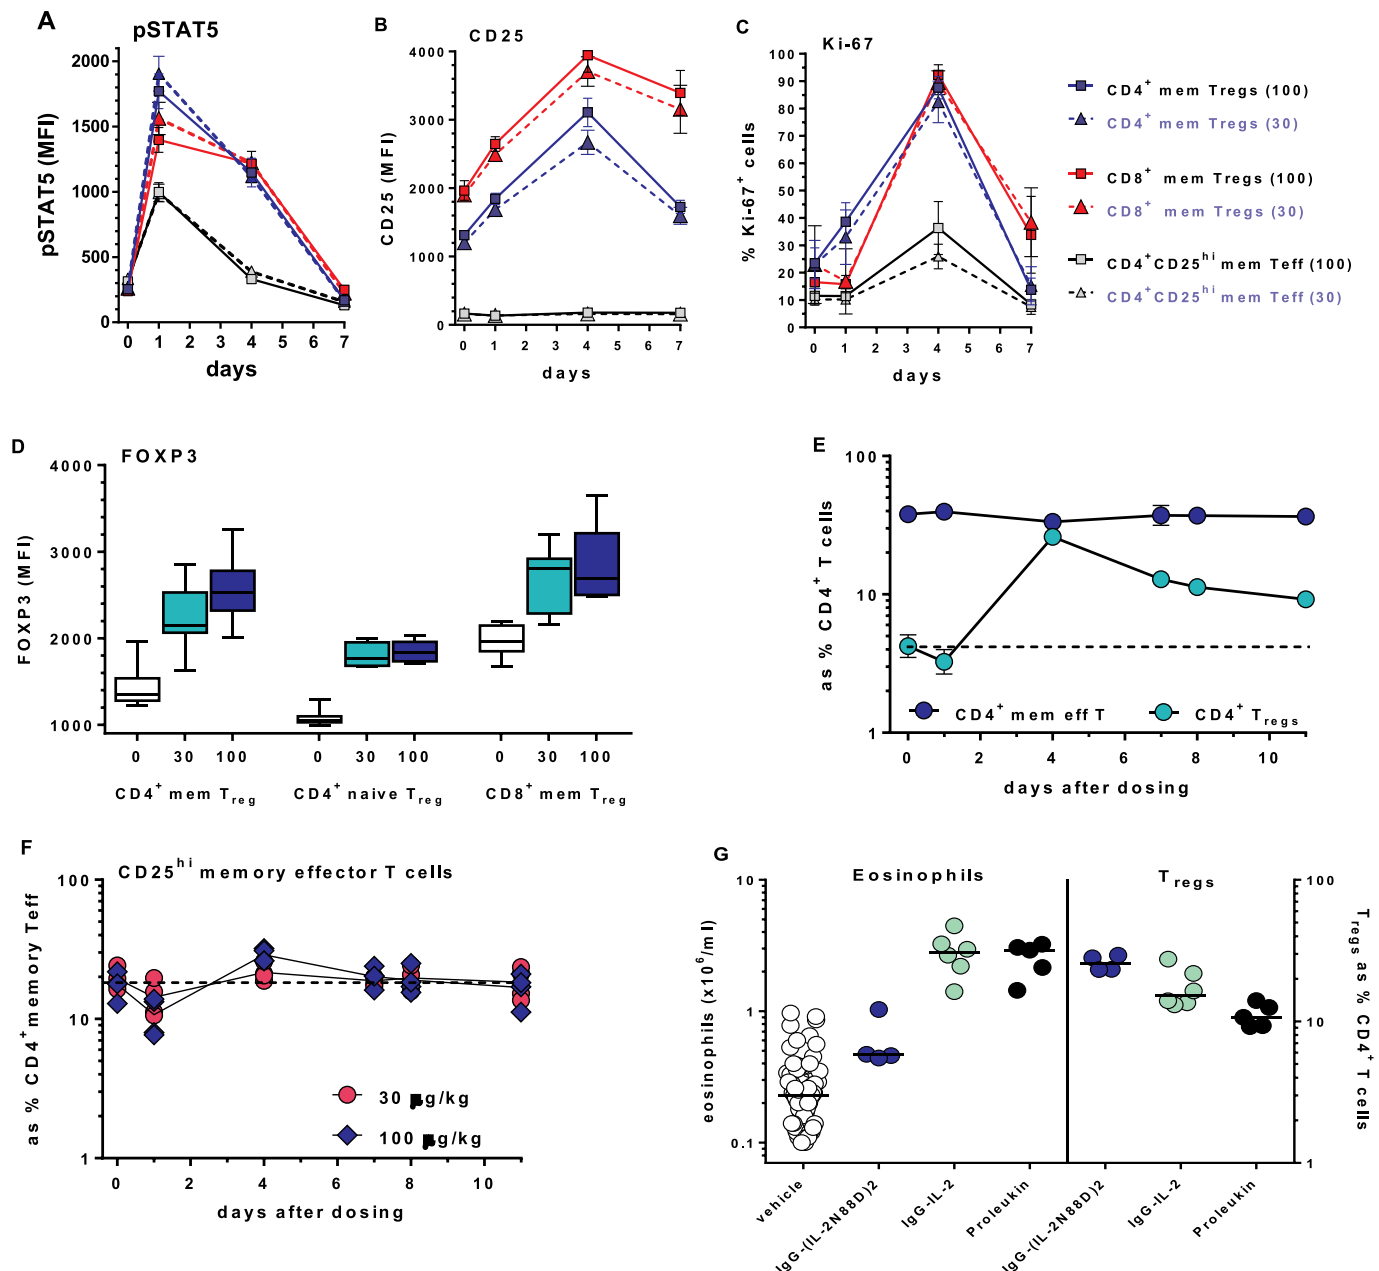 A
pSTAT5
pSTAT5 (MFI)
2000
1500
1000
500
0
0 1 2 3 4 5 6 7
days
B
CD25
CD25 (MFI)
4000
3000
2000
1000
0
0 1 2 3 4 5 6 7
days
C
Ki-67
% Ki-67+ cells
100
90
80
70
60
50
40
30
20
10
0
0 1 2 3 4 5 6 7
days
CD4+ mem Tregs (100)
CD4+ mem Tregs (30)
CD8+ mem Tregs (100)
CD8+ mem Tregs (30)
CD4+CD25hi mem Teff (100)
CD4+CD25hi mem Teff (30)
D
FOXP3
FOXP3 (MFI)
4000
3000
2000
1000
0 30 100 0 30 100 0 30 100
CD4+ mem Treg CD4+ naive Treg CD8+ mem Treg
E
as % CD4+ T cells
100
10
1
CD4+ mem eff T CD4+ Tregs
0 2 4 6 8 10
days after dosing
F
CD25hi memory effector T cells
as % CD4+ memory Teff
100
10
1
30 µg/kg
100 µg/kg
0 2 4 6 8 10
days after dosing
G
Eosinophils Tregs
eosinophils (x10^6/ml)
10
1
0.1
100
10
1
Tregs as % CD4+ T cells
vehicle
IgG-(IL-2N88D)2
IgG-IL-2
Proleukin
IgG-(IL-2N88D)2
IgG-IL-2
Proleukin